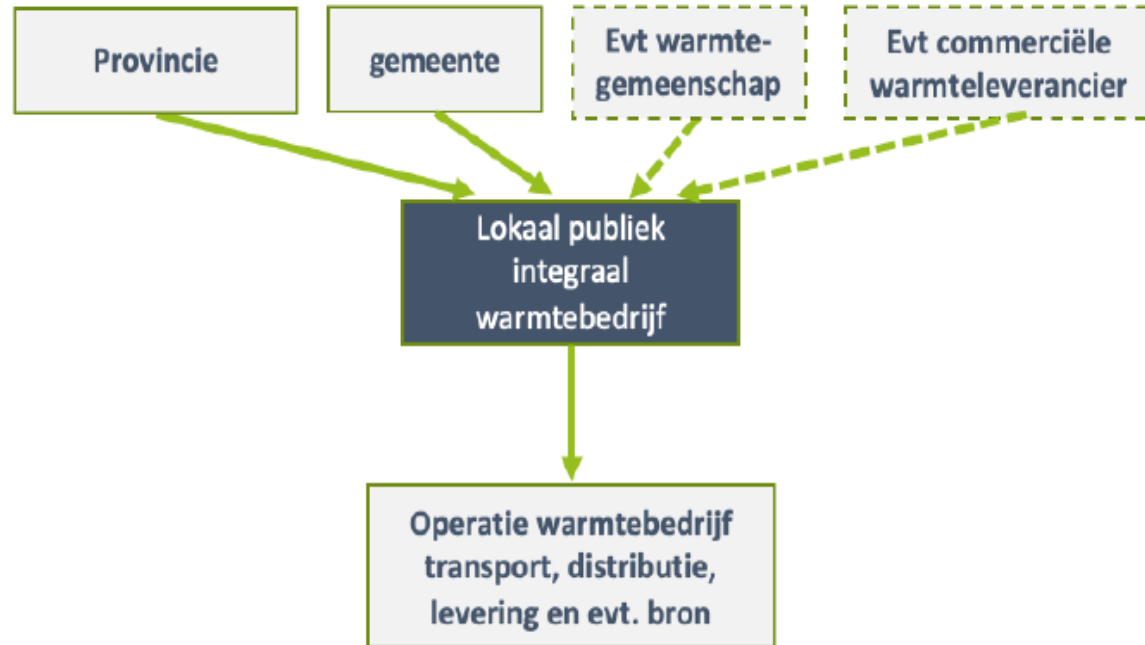 Provincie
gemeente
Evt warmte-
gemeenschap
Evt commerciële
warmteleverancier
Lokaal publiek
integraal
warmtebedrijf
Operatie warmtebedrijf
transport, distributie,
levering en evt. bron